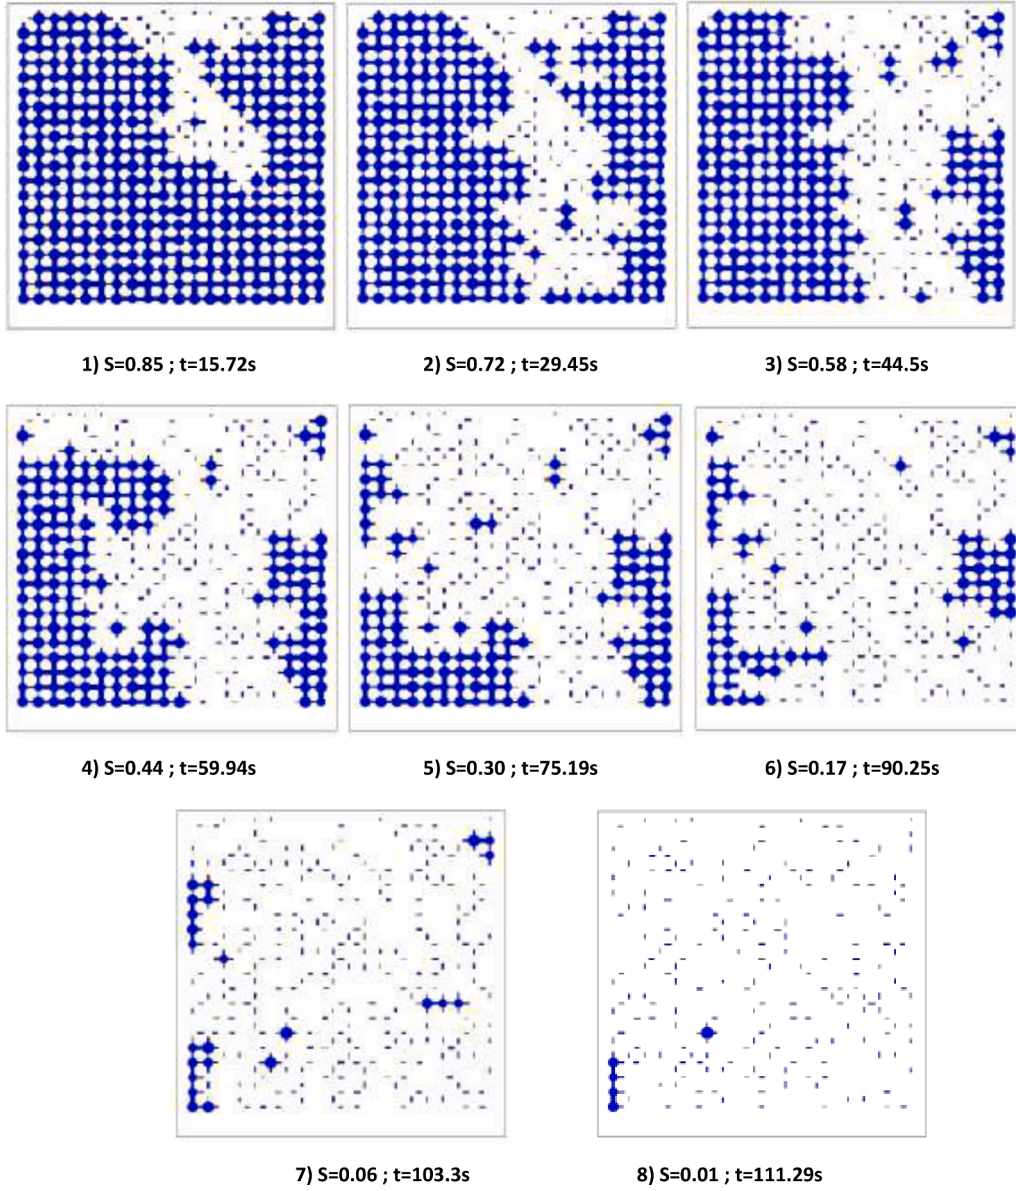 1) S=0.85 ; t=15.72s
2) S=0.72 ; t=29.45s
3) S=0.58 ; t=44.5s
4) S=0.44 ; t=59.94s
5) S=0.30 ; t=75.19s
6) S=0.17 ; t=90.25s
7) S=0.06 ; t=103.3s
8) S=0.01 ; t=111.29s